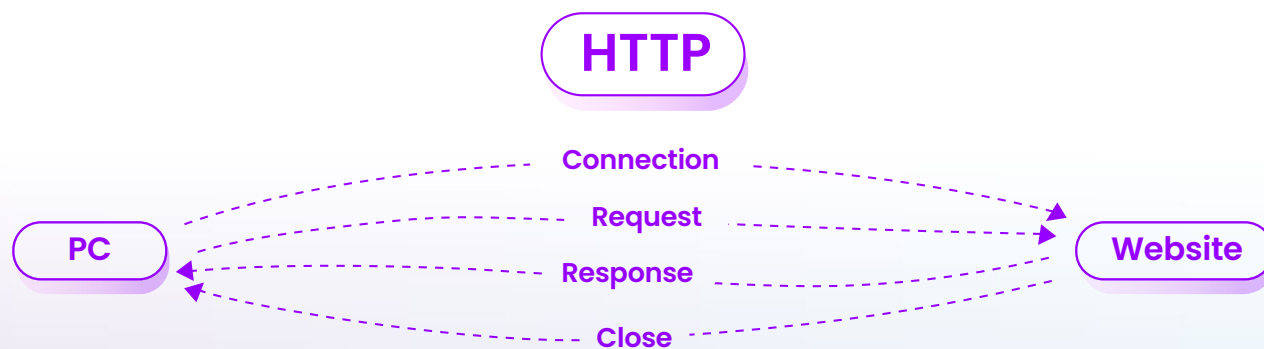 HTTP
Connection
Request
PC
Website
Response
Close